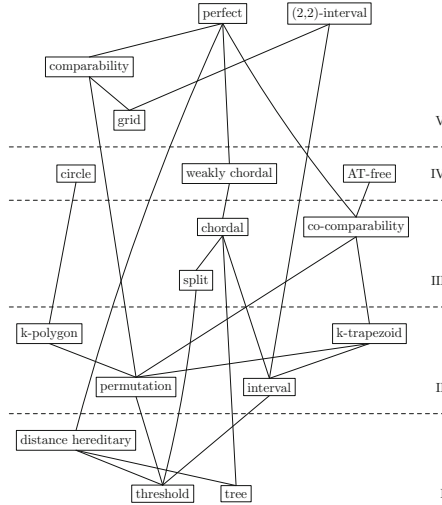 perfect
(2,2)-interval
comparability
grid
V
circle
weakly chordal
AT-free
IV
chordal
co-comparability
split
III
k-polygon
k-trapezoid
permutation
interval
II
distance hereditary
threshold
tree
I